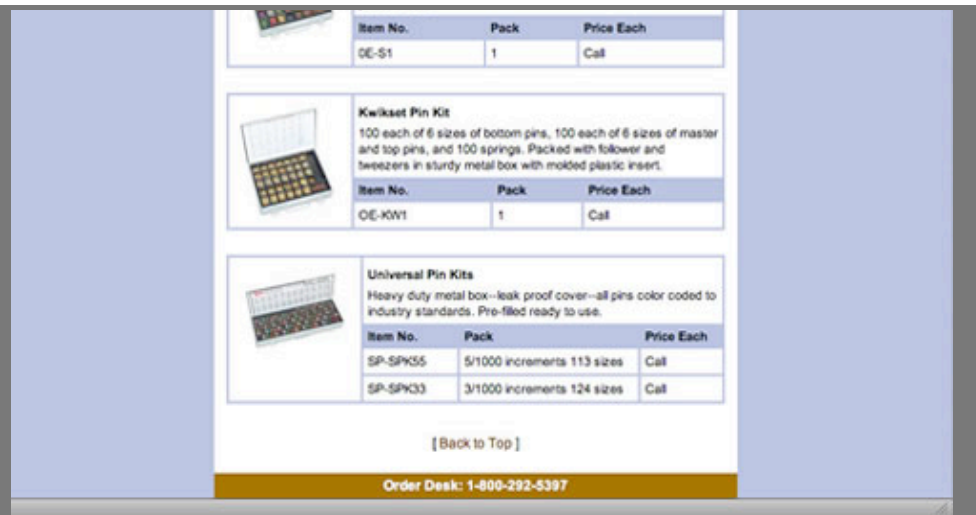 Item No. Pack Price Each
0E-S1 1 Call
Kwikset Pin Kit
100 each of 6 sizes of bottom pins, 100 each of 6 sizes of master
and top pins, and 100 springs. Packed with follower and
tweezers in sturdy metal box with molded plastic insert.
Item No. Pack Price Each
OE-KW1 1 Call
Universal Pin Kits
Heavy duty metal box--leak proof cover--all pins color coded to
industry standards. Pre-filled ready to use.
Item No. Pack Price Each
SP-SPK55 5/1000 increments 113 sizes Call
SP-SPK33 3/1000 increments 124 sizes Call
[ Back to Top ]
Order Desk: 1-800-292-5397